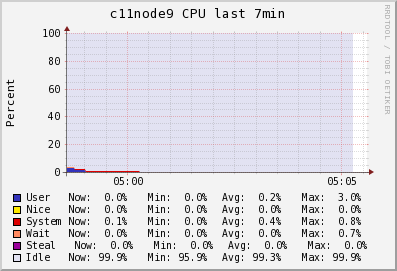 c11node9 CPU last 7min
RRDTOOL / TOBI OETIKER
Percent
100
80
60
40
20
0
05:00 05:05
User Now: 0.0% Min: 0.0% Avg: 0.2% Max: 3.0%
Nice Now: 0.0% Min: 0.0% Avg: 0.0% Max: 0.0%
System Now: 0.1% Min: 0.0% Avg: 0.4% Max: 0.8%
Wait Now: 0.0% Min: 0.0% Avg: 0.0% Max: 0.7%
Steal Now: 0.0% Min: 0.0% Avg: 0.0% Max: 0.0%
Idle Now: 99.9% Min: 95.9% Avg: 99.3% Max: 99.9%